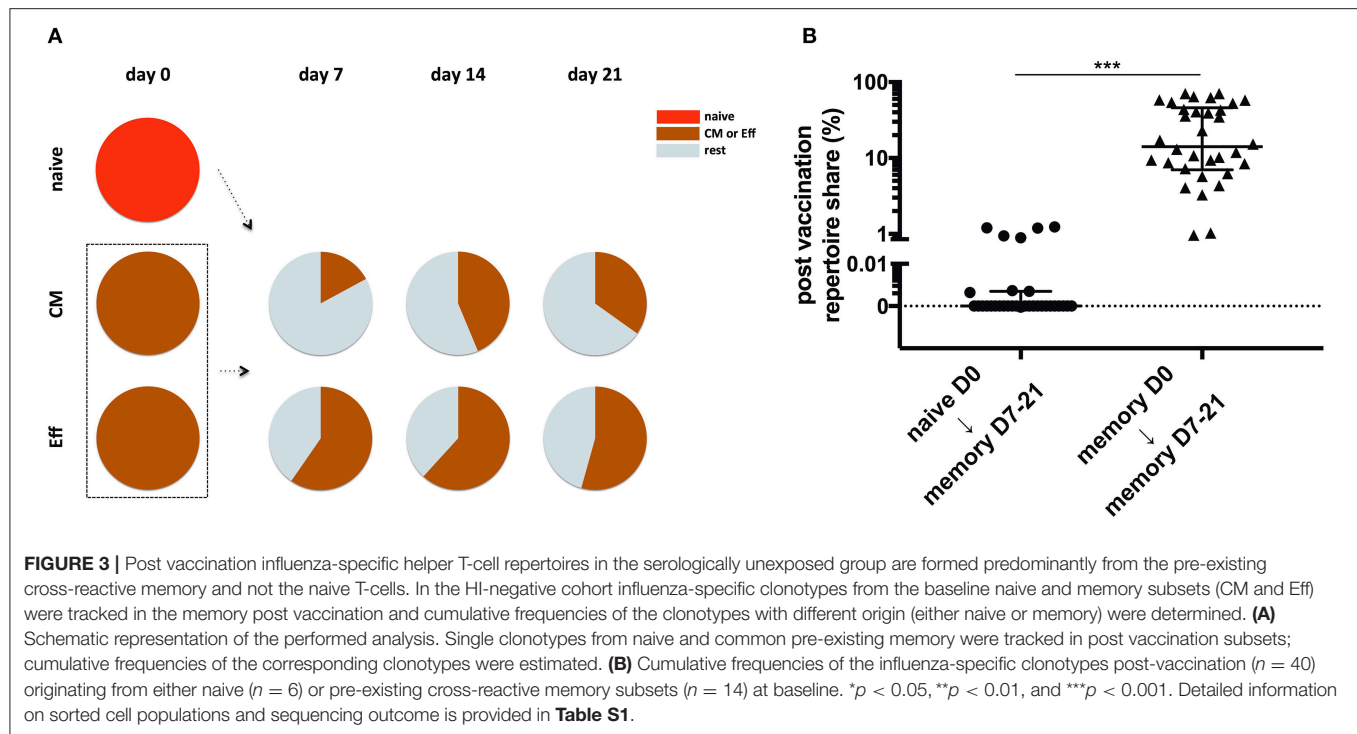 A
day 0
day 7
day 14
day 21
naive
CM or Eff
rest
naive
CM
Eff
B
***
100
10
1
0.01
0
post vaccination
repertoire share (%)
naive D0
→
memory D7-21
memory D0
→
memory D7-21
FIGURE 3 | Post vaccination influenza-specific helper T-cell repertoires in the serologically unexposed group are formed predominantly from the pre-existing
cross-reactive memory and not the naive T-cells. In the HI-negative cohort influenza-specific clonotypes from the baseline naive and memory subsets (CM and Eff)
were tracked in the memory post vaccination and cumulative frequencies of the clonotypes with different origin (either naive or memory) were determined. (A)
Schematic representation of the performed analysis. Single clonotypes from naive and common pre-existing memory were tracked in post vaccination subsets;
cumulative frequencies of the corresponding clonotypes were estimated. (B) Cumulative frequencies of the influenza-specific clonotypes post-vaccination (n = 40)
originating from either naive (n = 6) or pre-existing cross-reactive memory subsets (n = 14) at baseline. *p < 0.05, **p < 0.01, and ***p < 0.001. Detailed information
on sorted cell populations and sequencing outcome is provided in Table S1.